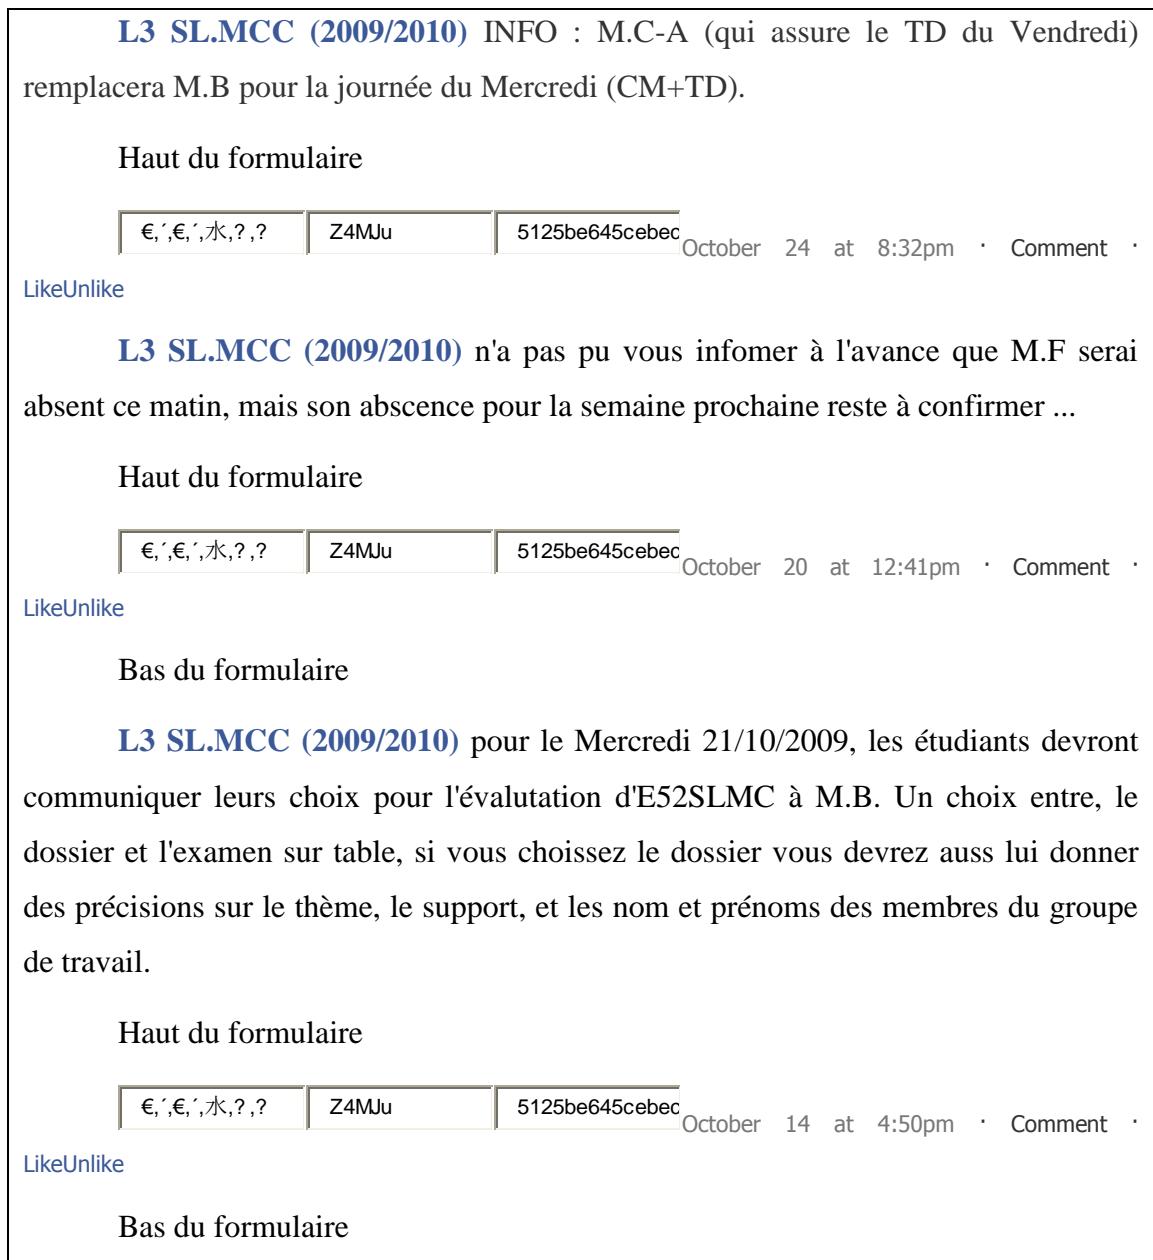 L3 SL.MCC (2009/2010) INFO : M.C-A (qui assure le TD du Vendredi)
remplacera M.B pour la journée du Mercredi (CM+TD).
Haut du formulaire
€,´,€,´,水,?,? Z4MJu 5125be645cebec October 24 at 8:32pm · Comment ·
LikeUnlike
L3 SL.MCC (2009/2010) n'a pas pu vous infomer à l'avance que M.F serai
absent ce matin, mais son abscence pour la semaine prochaine reste à confirmer ...
Haut du formulaire
€,´,€,´,水,?,? Z4MJu 5125be645cebec October 20 at 12:41pm · Comment ·
LikeUnlike
Bas du formulaire
L3 SL.MCC (2009/2010) pour le Mercredi 21/10/2009, les étudiants devront
communiquer leurs choix pour l'évalutation d'E52SLMC à M.B. Un choix entre, le
dossier et l'examen sur table, si vous choissez le dossier vous devrez auss lui donner
des précisions sur le thème, le support, et les nom et prénoms des membres du groupe
de travail.
Haut du formulaire
€,´,€,´,水,?,? Z4MJu 5125be645cebec October 14 at 4:50pm · Comment ·
LikeUnlike
Bas du formulaire